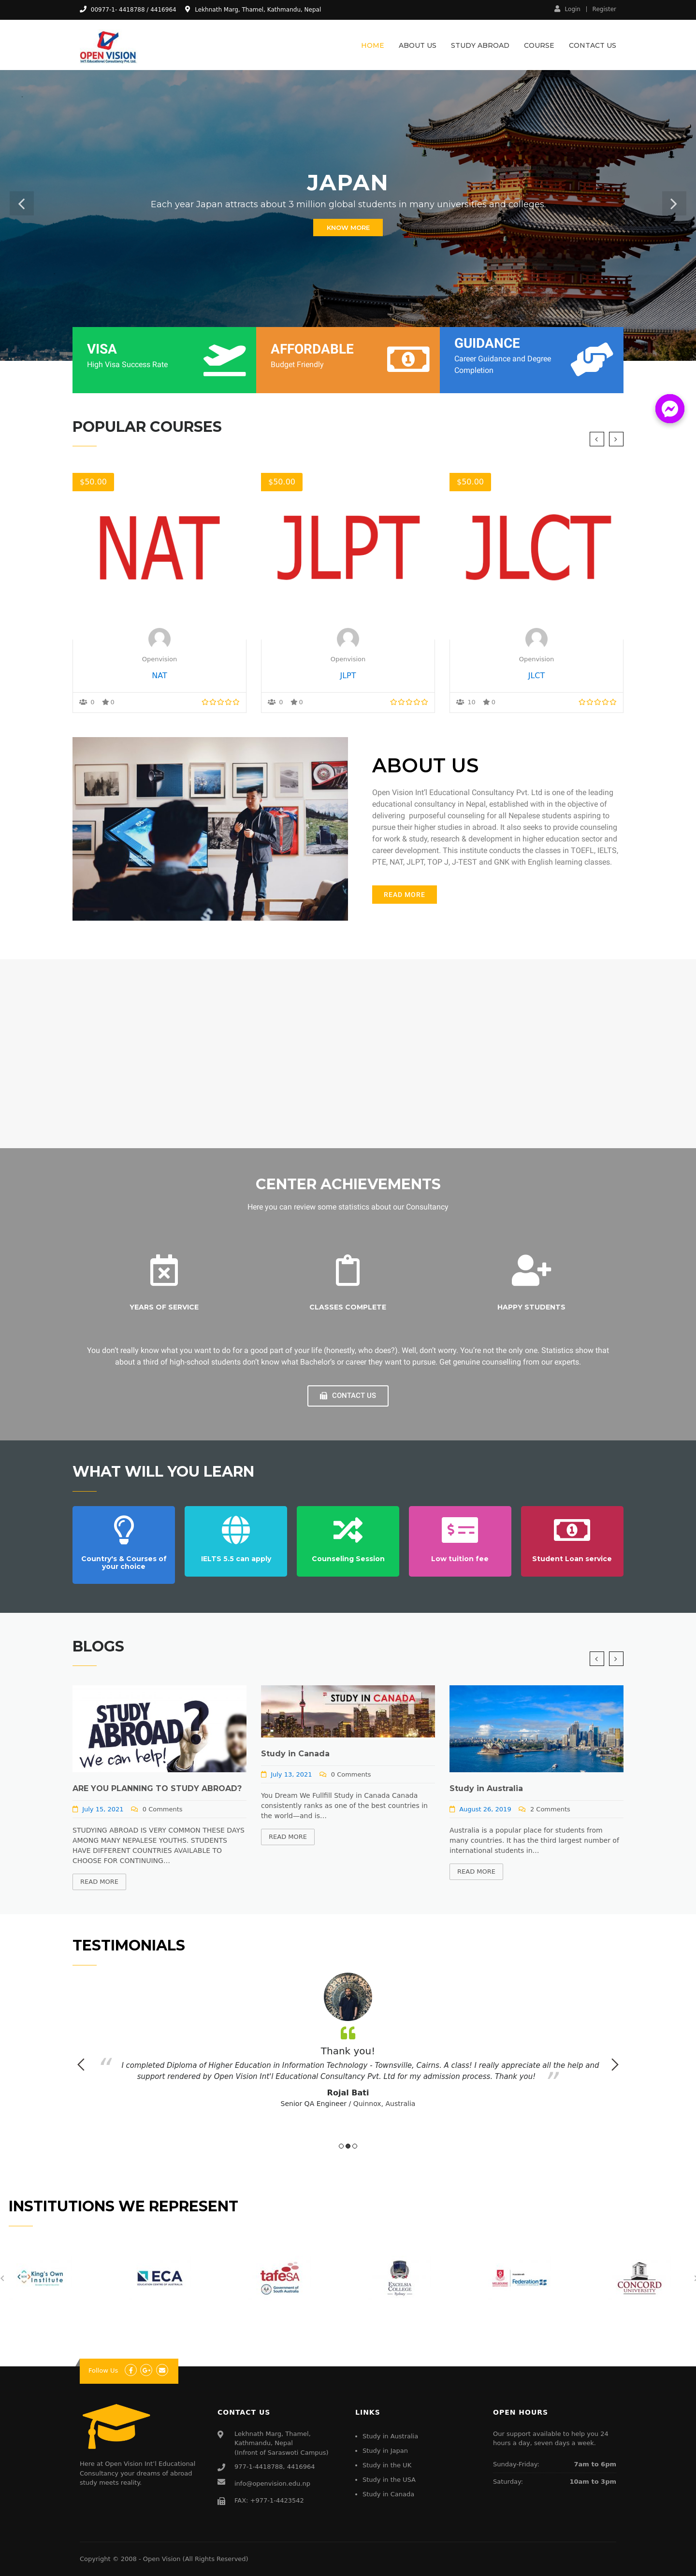 00977-1- 4418788 / 4416964 Lekhnath Marg, Thamel, Kathmandu, Nepal Login | Register
OPEN VISION
Int'l Educational Consultancy Pvt. Ltd.
HOME ABOUT US STUDY ABROAD COURSE CONTACT US
JAPAN
Each year Japan attracts about 3 million global students in many universities and colleges
KNOW MORE
VISA
High Visa Success Rate
AFFORDABLE
Budget Friendly
GUIDANCE
Career Guidance and Degree
Completion
POPULAR COURSES
$50.00 $50.00 $50.00
NAT JLPT JLCT
Openvision Openvision Openvision
NAT JLPT JLCT
0 0 0 0 10 0
ABOUT US
Open Vision Int'l Educational Consultancy Pvt. Ltd is one of the leading
educational consultancy in Nepal, established with in the objective of
delivering purposeful counseling for all Nepalese students aspiring to
pursue their higher studies in abroad. It also seeks to provide counseling
for work & study, research & development in higher education sector and
career development. This institute conducts the classes in TOEFL, IELTS,
PTE, NAT, JLPT, TOP J, J-TEST and GNK with English learning classes.
READ MORE
CENTER ACHIEVEMENTS
Here you can review some statistics about our Consultancy
YEARS OF SERVICE CLASSES COMPLETE HAPPY STUDENTS
You don't really know what you want to do for a good part of your life (honestly, who does?). Well, don't worry. You're not the only one. Statistics show that
about a third of high-school students don't know what Bachelor's or career they want to pursue. Get genuine counselling from our experts.
CONTACT US
WHAT WILL YOU LEARN
Country's & Courses of
your choice
IELTS 5.5 can apply
Counseling Session
Low tuition fee
Student Loan service
BLOGS
STUDY
ABROAD?
We can help!
ARE YOU PLANNING TO STUDY ABROAD?
July 15, 2021 0 Comments
STUDYING ABROAD IS VERY COMMON THESE DAYS
AMONG MANY NEPALESE YOUTHS. STUDENTS
HAVE DIFFERENT COUNTRIES AVAILABLE TO
CHOOSE FOR CONTINUING…
READ MORE
STUDY IN CANADA
Study in Canada
July 13, 2021 0 Comments
You Dream We Fullfill Study in Canada Canada
consistently ranks as one of the best countries in
the world—and is…
READ MORE
Study in Australia
August 26, 2019 2 Comments
Australia is a popular place for students from
many countries. It has the third largest number of
international students in…
READ MORE
TESTIMONIALS
Thank you!
I completed Diploma of Higher Education in Information Technology - Townsville, Cairns. A class! I really appreciate all the help and
support rendered by Open Vision Int'l Educational Consultancy Pvt. Ltd for my admission process. Thank you!
Rojal Bati
Senior QA Engineer / Quinnox, Australia
INSTITUTIONS WE REPRESENT
King's Own
Institute
ECA
EDUCATION CENTRE OF AUSTRALIA
tafeSA
Government of
South Australia
EXCELSIA
COLLEGE
Sydney
Federation
CONCORD
UNIVERSITY
Follow Us
Here at Open Vision Int'l Educational
Consultancy your dreams of abroad
study meets reality.
CONTACT US
Lekhnath Marg, Thamel,
Kathmandu, Nepal
(Infront of Saraswoti Campus)
977-1-4418788, 4416964
info@openvision.edu.np
FAX: +977-1-4423542
LINKS
Study in Australia
Study in Japan
Study in the UK
Study in the USA
Study in Canada
OPEN HOURS
Our support available to help you 24
hours a day, seven days a week.
Sunday-Friday: 7am to 6pm
Saturday: 10am to 3pm
Copyright © 2008 - Open Vision (All Rights Reserved)